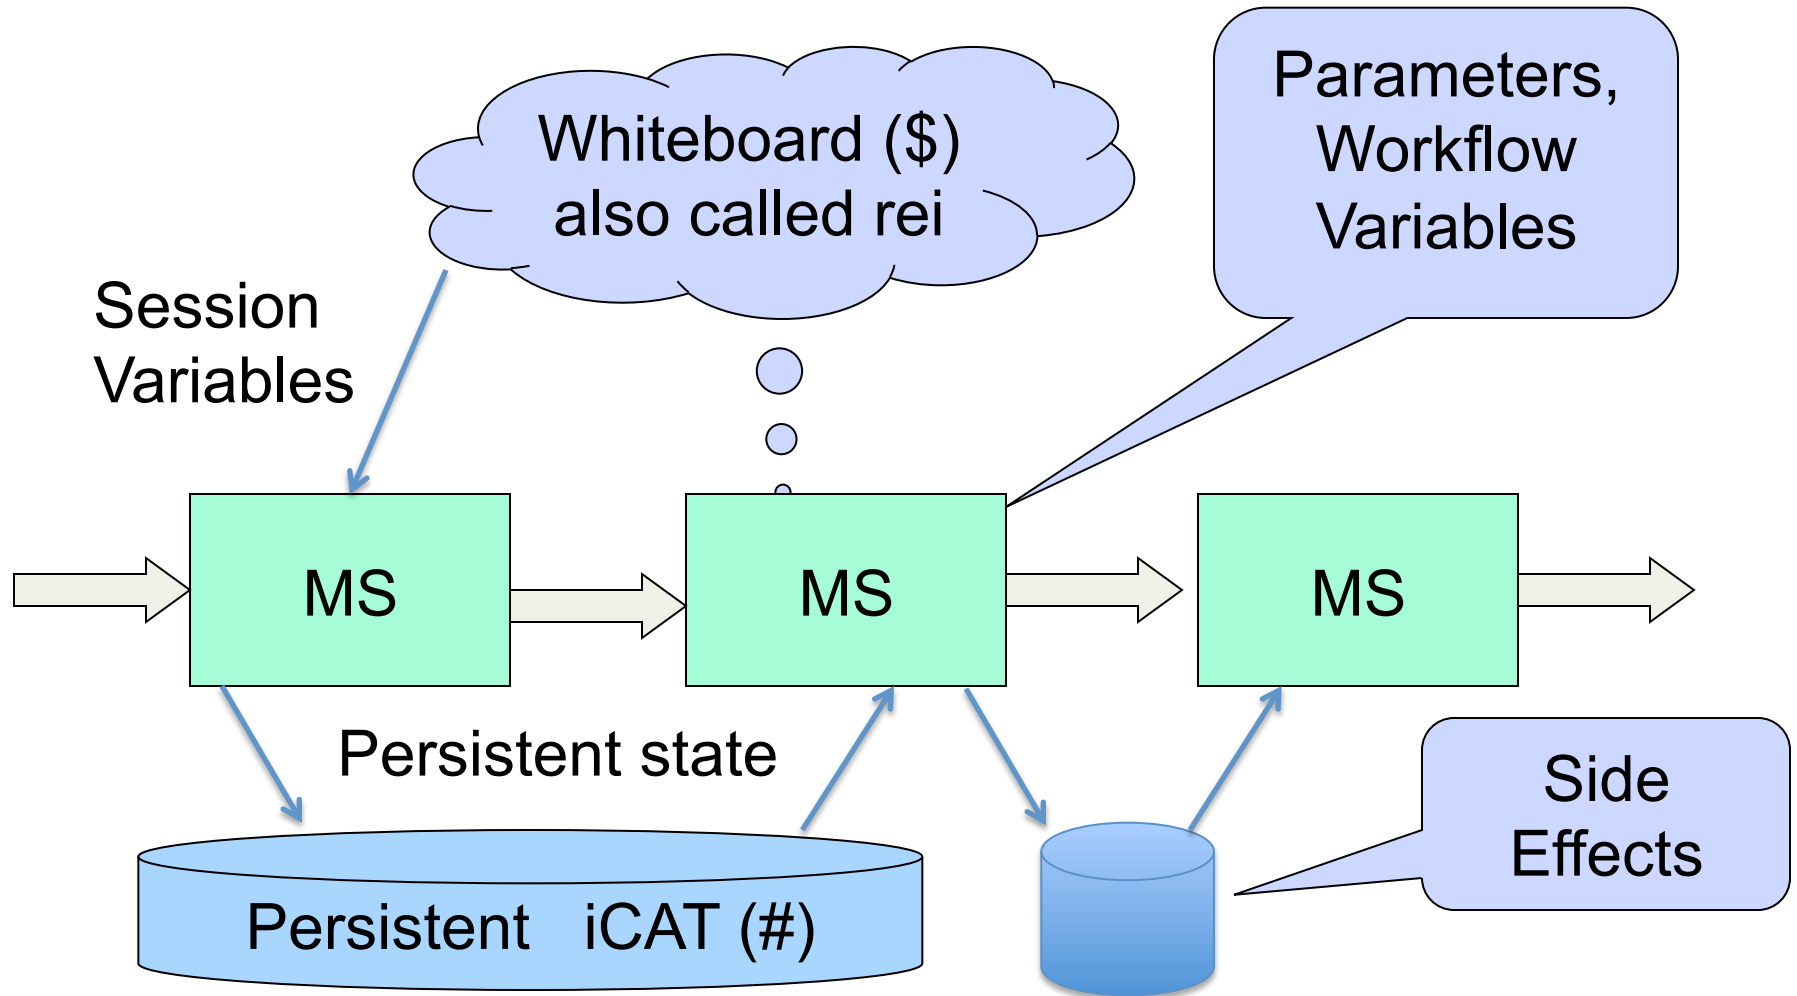 Whiteboard ($)
also called rei
Parameters,
Workflow
Variables
Session
Variables
MS
MS
MS
Persistent state
Side
Effects
Persistent iCAT (#)